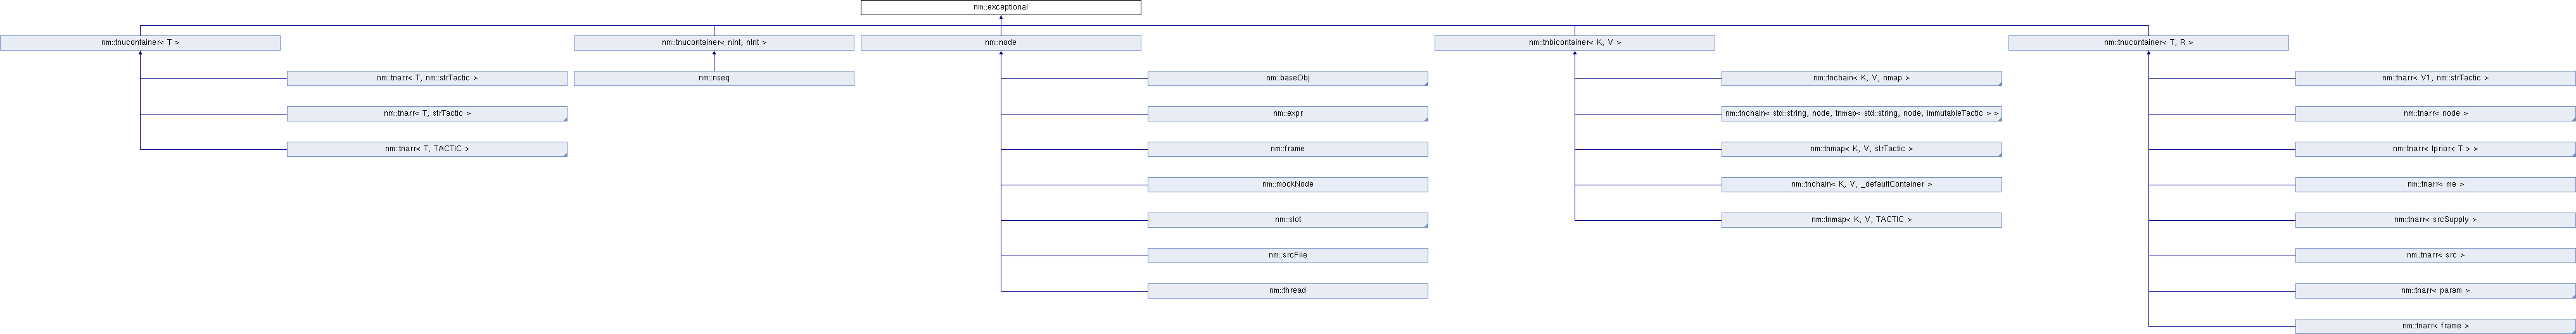 nm::exceptional
nm::tnucontainer< T >
nm::tnucontainer< nInt, nInt >
nm::node
nm::tnbicontainer< K, V >
nm::tnucontainer< T, R >
nm::tnarr< T, nm::strTactic >
nm::nseq
nm::baseObj
nm::tnchain< K, V, nmap >
nm::tnarr< V1, nm::strTactic >
nm::tnarr< T, strTactic >
nm::expr
nm::tnchain< std::string, node, tnmap< std::string, node, immutableTactic > >
nm::tnarr< node >
nm::tnarr< T, TACTIC >
nm::frame
nm::tnmap< K, V, strTactic >
nm::tnarr< tprior< T > >
nm::mockNode
nm::tnchain< K, V, _defaultContainer >
nm::tnarr< me >
nm::slot
nm::tnmap< K, V, TACTIC >
nm::tnarr< srcSupply >
nm::srcFile
nm::tnarr< src >
nm::thread
nm::tnarr< param >
nm::tnarr< frame >